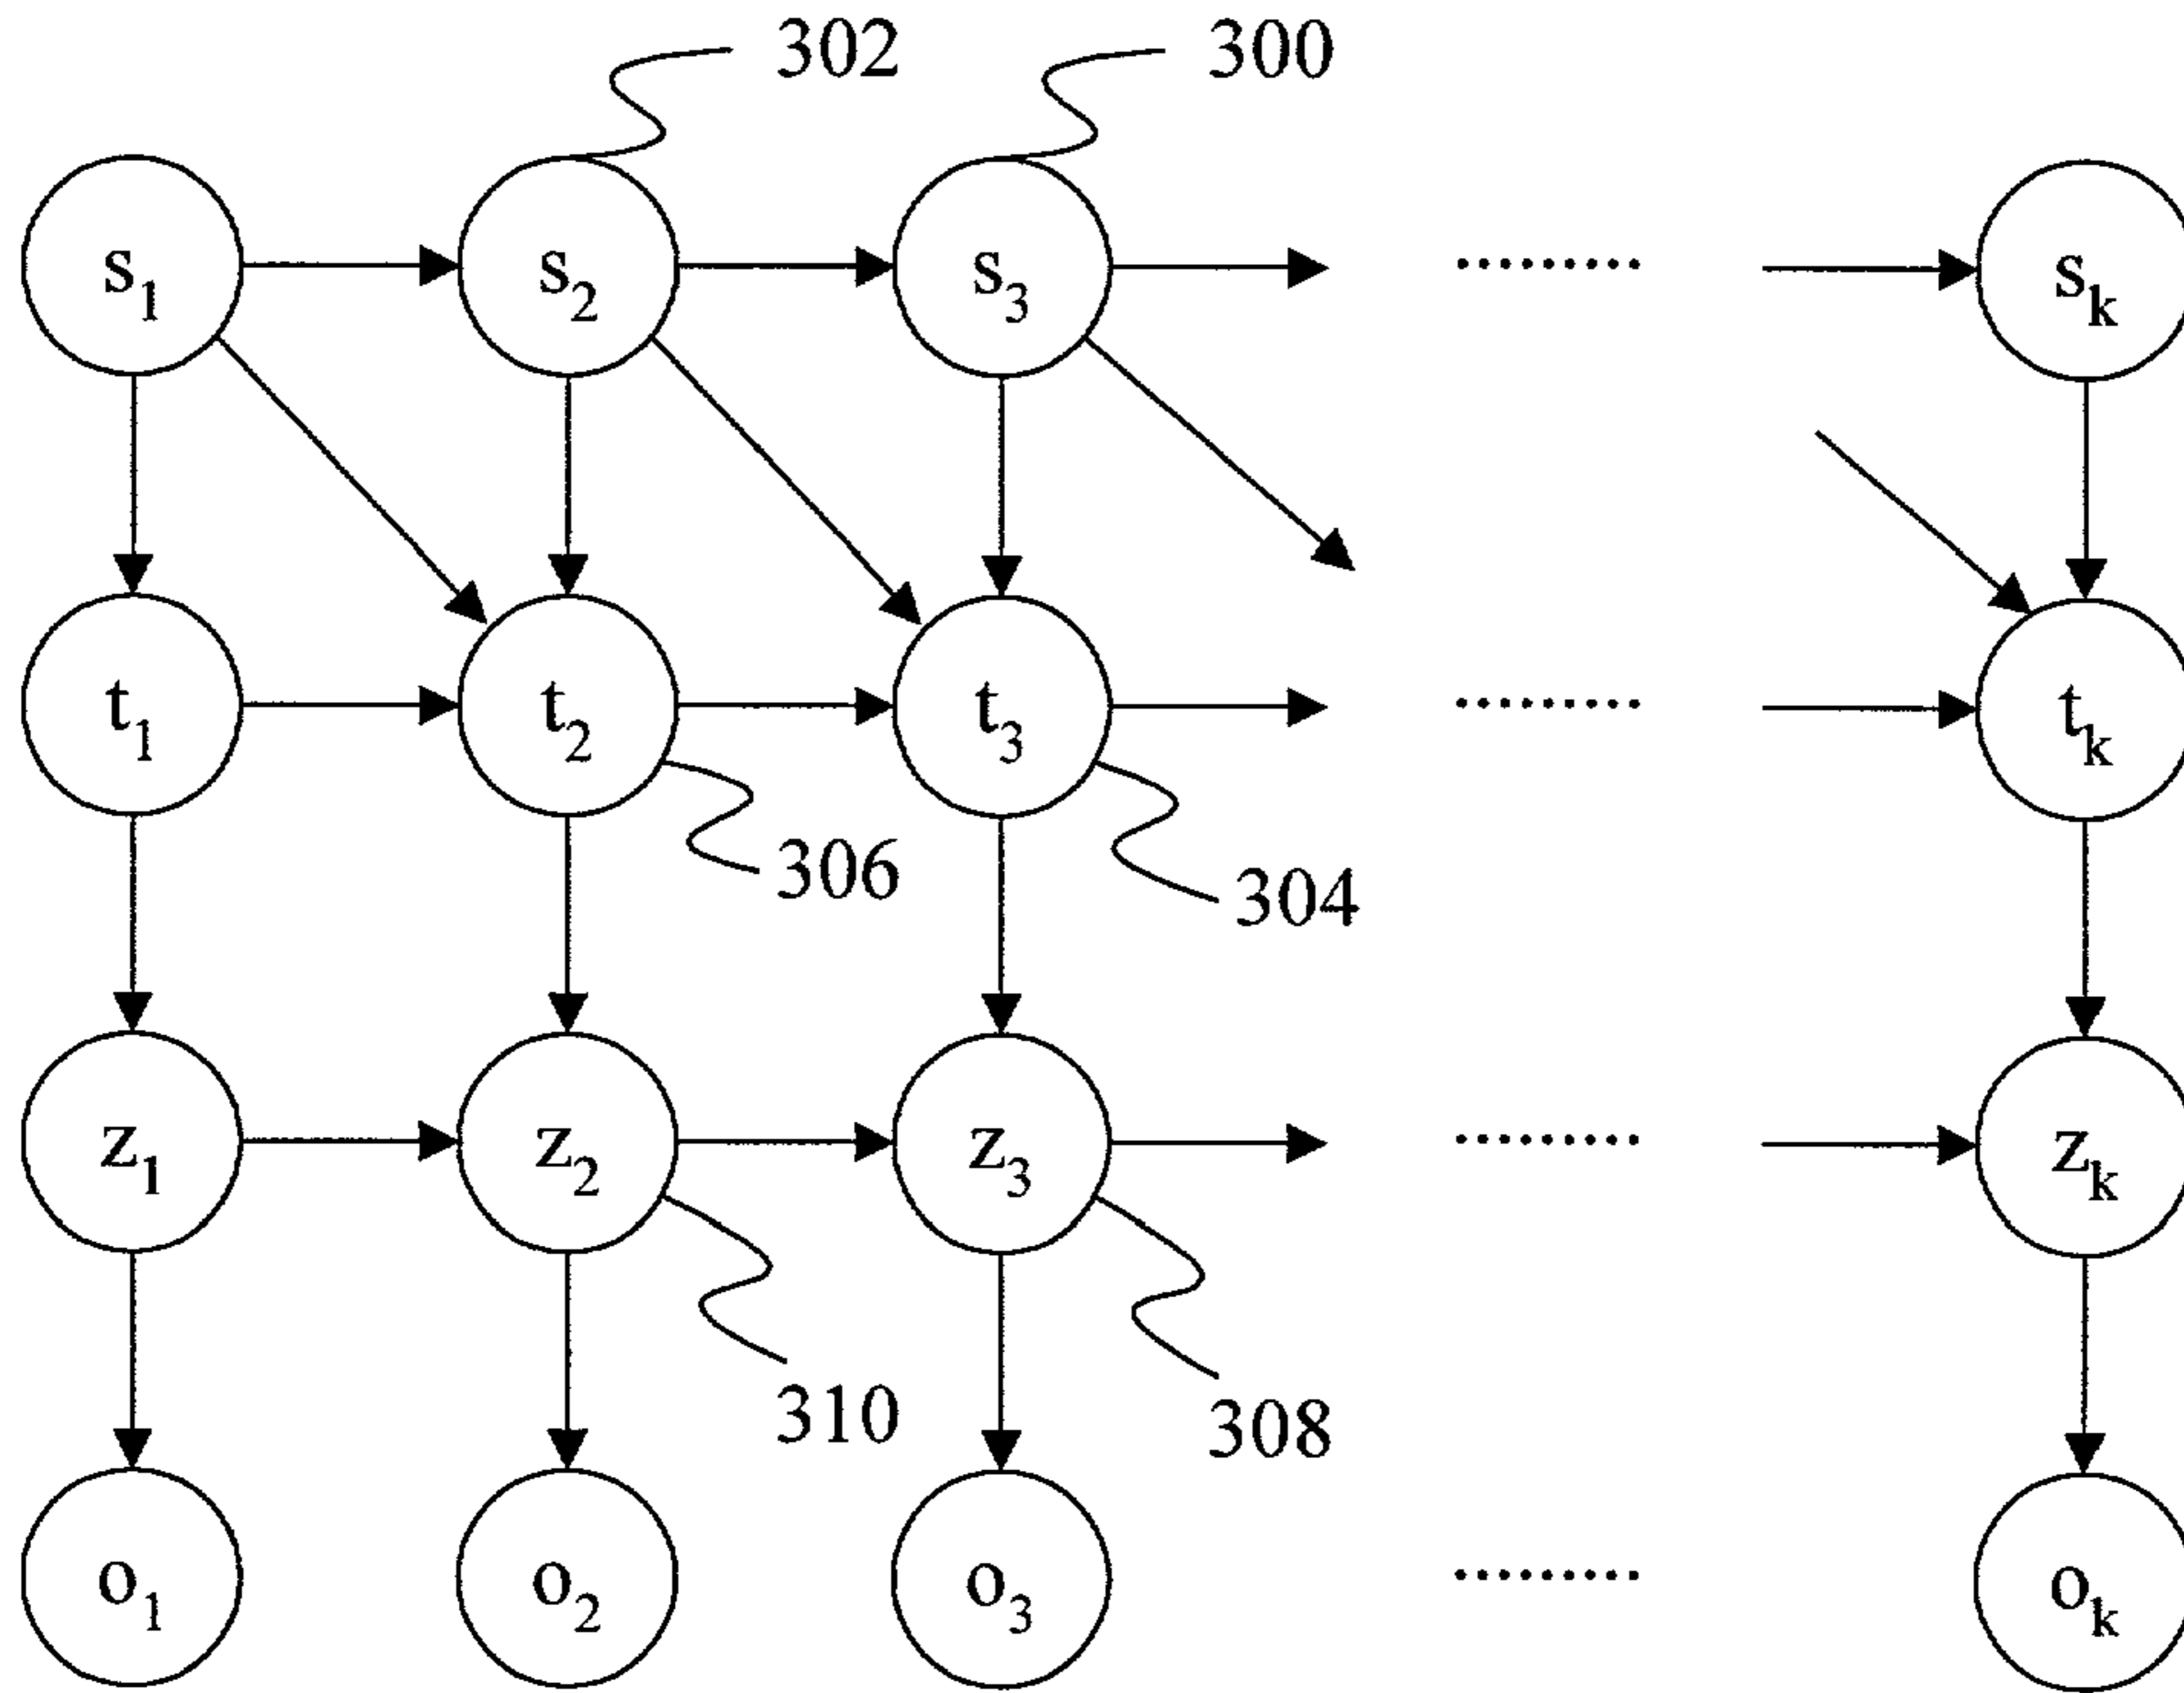 302 300
s1 s2 s3 ......... sk
t1 t2 t3 ......... tk
306 304
z1 z2 z3 ......... zk
310 308
o1 o2 o3 ......... ok